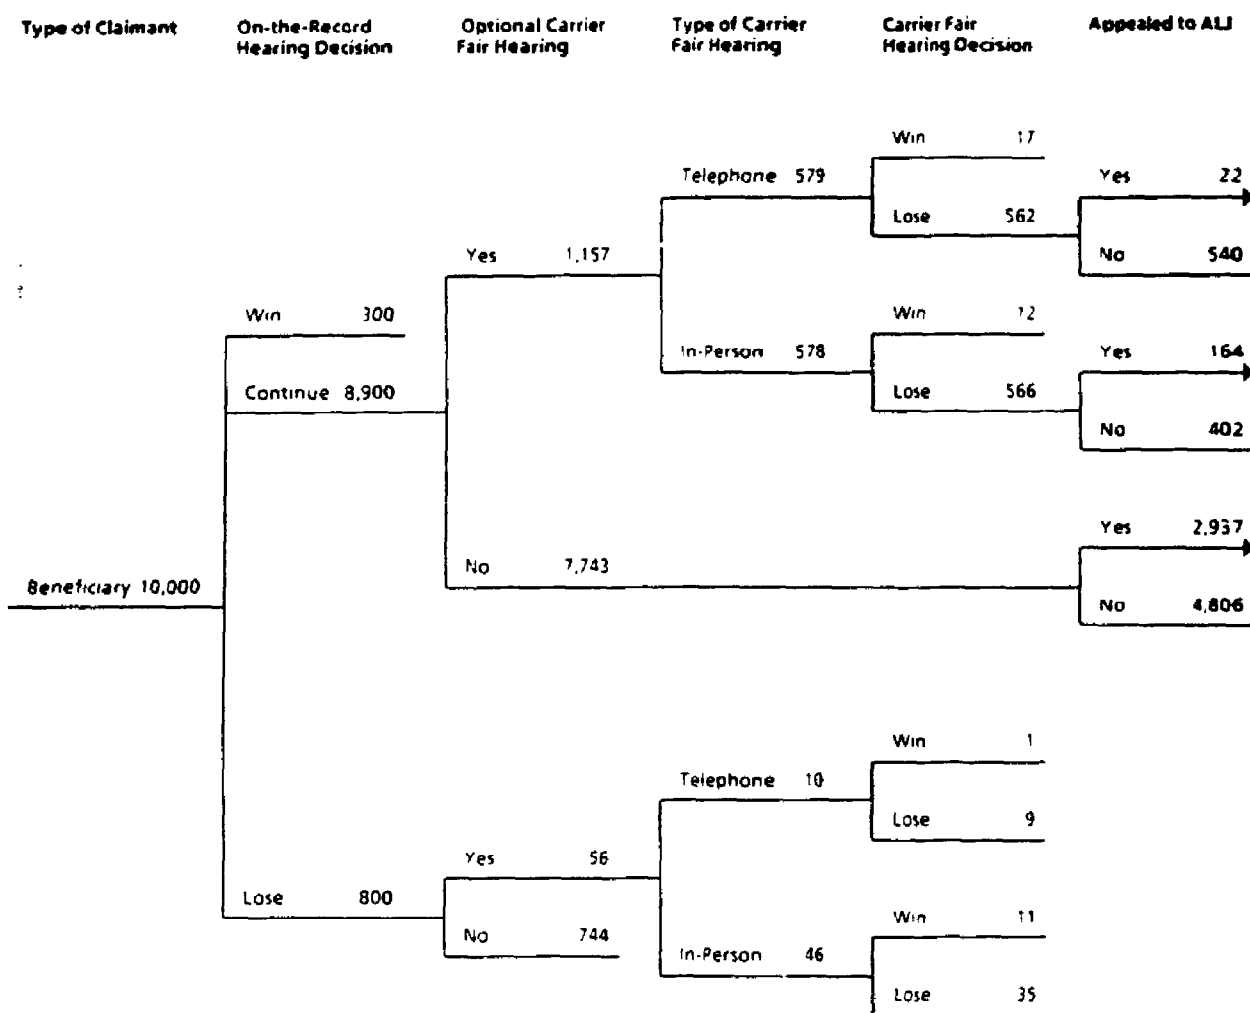 Type of Claimant
On-the-Record
Hearing Decision
Optional Carrier
Fair Hearing
Type of Carrier
Fair Hearing
Carrier Fair
Hearing Decision
Appealed to ALJ
Win 17
Telephone 579
Yes 22
Lose 562
Yes 1,157
No 540
Win 300
Win 12
In-Person 578
Yes 164
Continue 8,900
Lose 566
No 402
Yes 2,937
No 7,743
Beneficiary 10,000
No 4,806
Win 1
Telephone 10
Lose 9
Yes 56
Lose 800
Win 11
No 744
In-Person 46
Lose 35